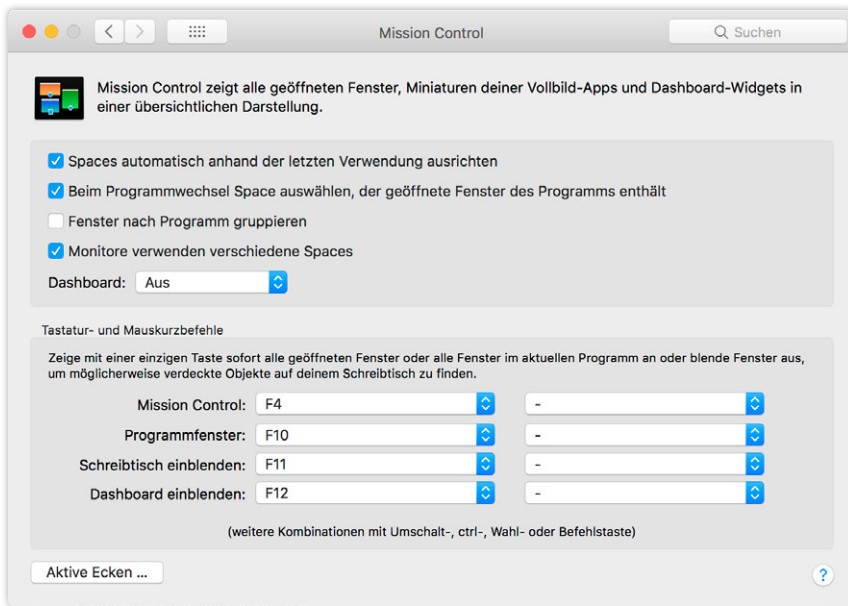 Mission Control
Suchen
Mission Control zeigt alle geöffneten Fenster, Miniaturen deiner Vollbild-Apps und Dashboard-Widgets in
einer übersichtlichen Darstellung.
Spaces automatisch anhand der letzten Verwendung ausrichten
Beim Programmwechsel Space auswählen, der geöffnete Fenster des Programms enthält
Fenster nach Programm gruppieren
Monitore verwenden verschiedene Spaces
Dashboard: Aus
Tastatur- und Mauskurzbefehle
Zeige mit einer einzigen Taste sofort alle geöffneten Fenster oder alle Fenster im aktuellen Programm an oder blende Fenster aus,
um möglicherweise verdeckte Objekte auf deinem Schreibtisch zu finden.
Mission Control: F4 -
Programmfenster: F10 -
Schreibtisch einblenden: F11 -
Dashboard einblenden: F12 -
(weitere Kombinationen mit Umschalt-, ctrl-, Wahl- oder Befehlstaste)
Aktive Ecken ... ?